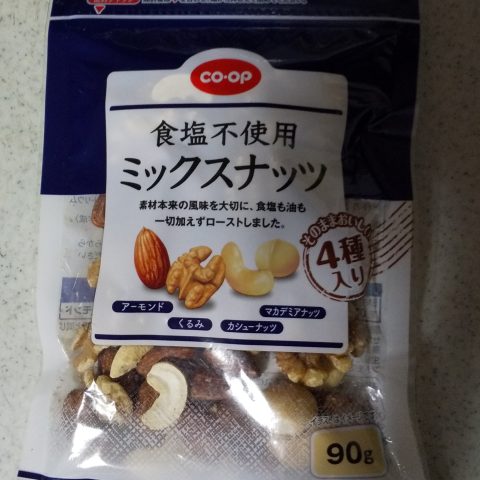 co·op
食塩不使用
ミックスナッツ
素材本来の風味を大切に、食塩も油も
一切加えずローストしました。
そのままおいしい
4種
入り
アーモンド
くるみ
カシューナッツ
マカデミアナッツ
90g